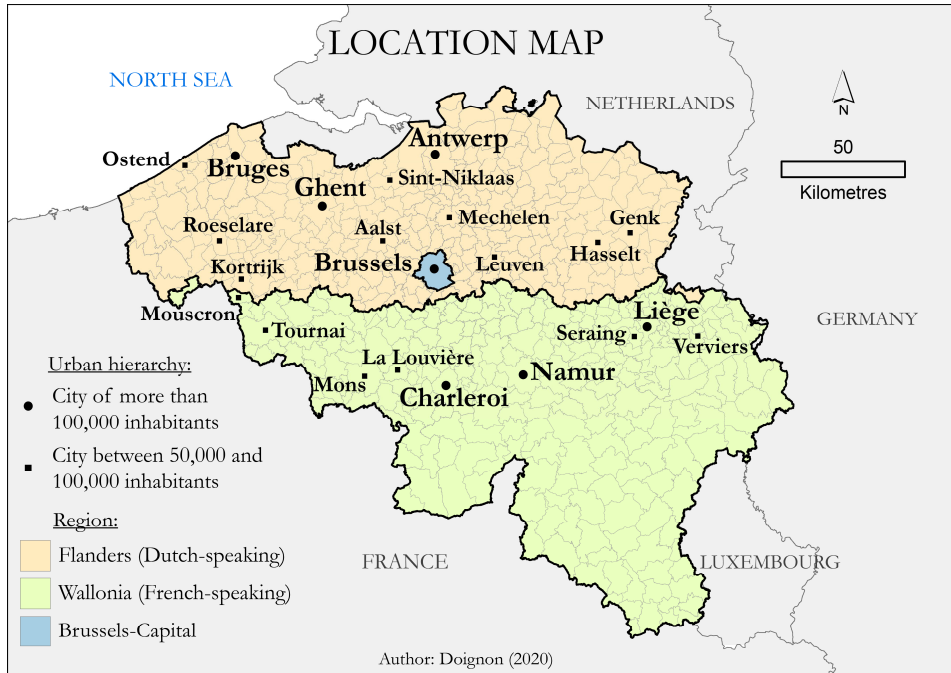 LOCATION MAP
NORTH SEA
NETHERLANDS
N
50
Kilometres
Antwerp
Ostend
Bruges
Sint-Niklaas
Ghent
Mechelen
Genk
Roeselare
Aalst
Hasselt
Brussels
Leuven
Kortrijk
Mouscron
Liège
GERMANY
Tournai
Seraing
Verviers
La Louvière
Mons
Namur
Charleroi
Urban hierarchy:
City of more than
100,000 inhabitants
City between 50,000 and
100,000 inhabitants
Region:
Flanders (Dutch-speaking)
Wallonia (French-speaking)
Brussels-Capital
FRANCE
LUXEMBOURG
Author: Doignon (2020)